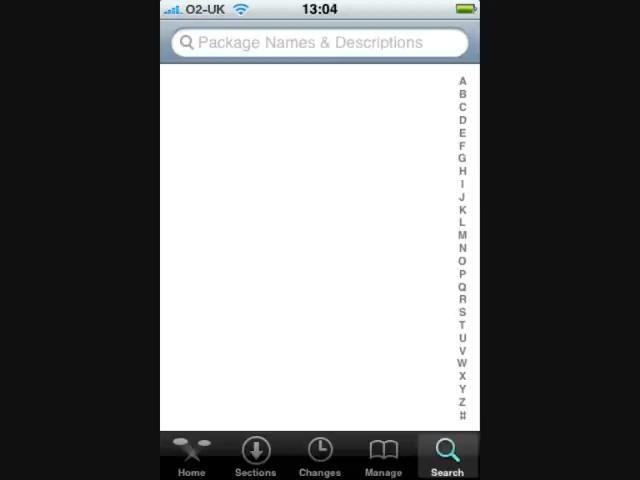 O2-UK 13:04
Package Names & Descriptions
A
B
C
D
E
F
G
H
I
J
K
L
M
N
O
P
Q
R
S
T
U
V
W
X
Y
Z
#
Home Sections Changes Manage Search